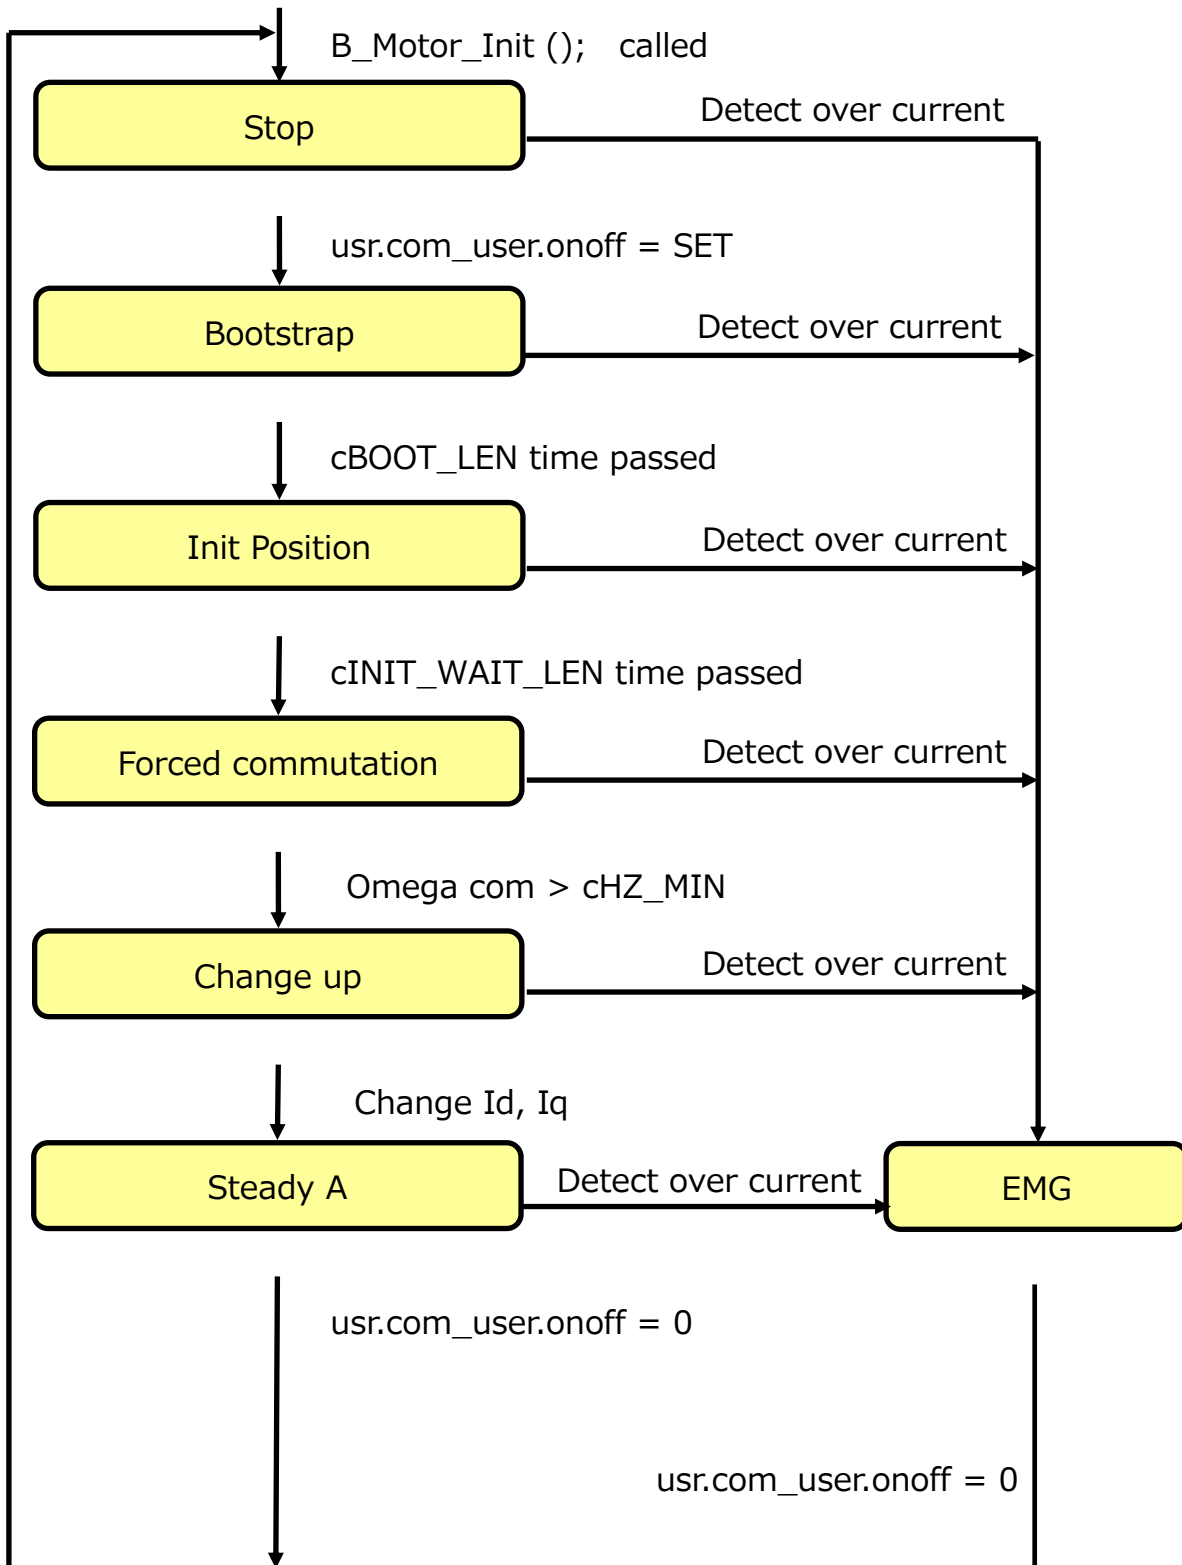 B_Motor_Init ();   called
Stop
Detect over current
usr.com_user.onoff = SET
Bootstrap
Detect over current
cBOOT_LEN time passed
Init Position
Detect over current
cINIT_WAIT_LEN time passed
Forced commutation
Detect over current
Omega com > cHZ_MIN
Change up
Detect over current
Change Id, Iq
Steady A
Detect over current
EMG
usr.com_user.onoff = 0
usr.com_user.onoff = 0